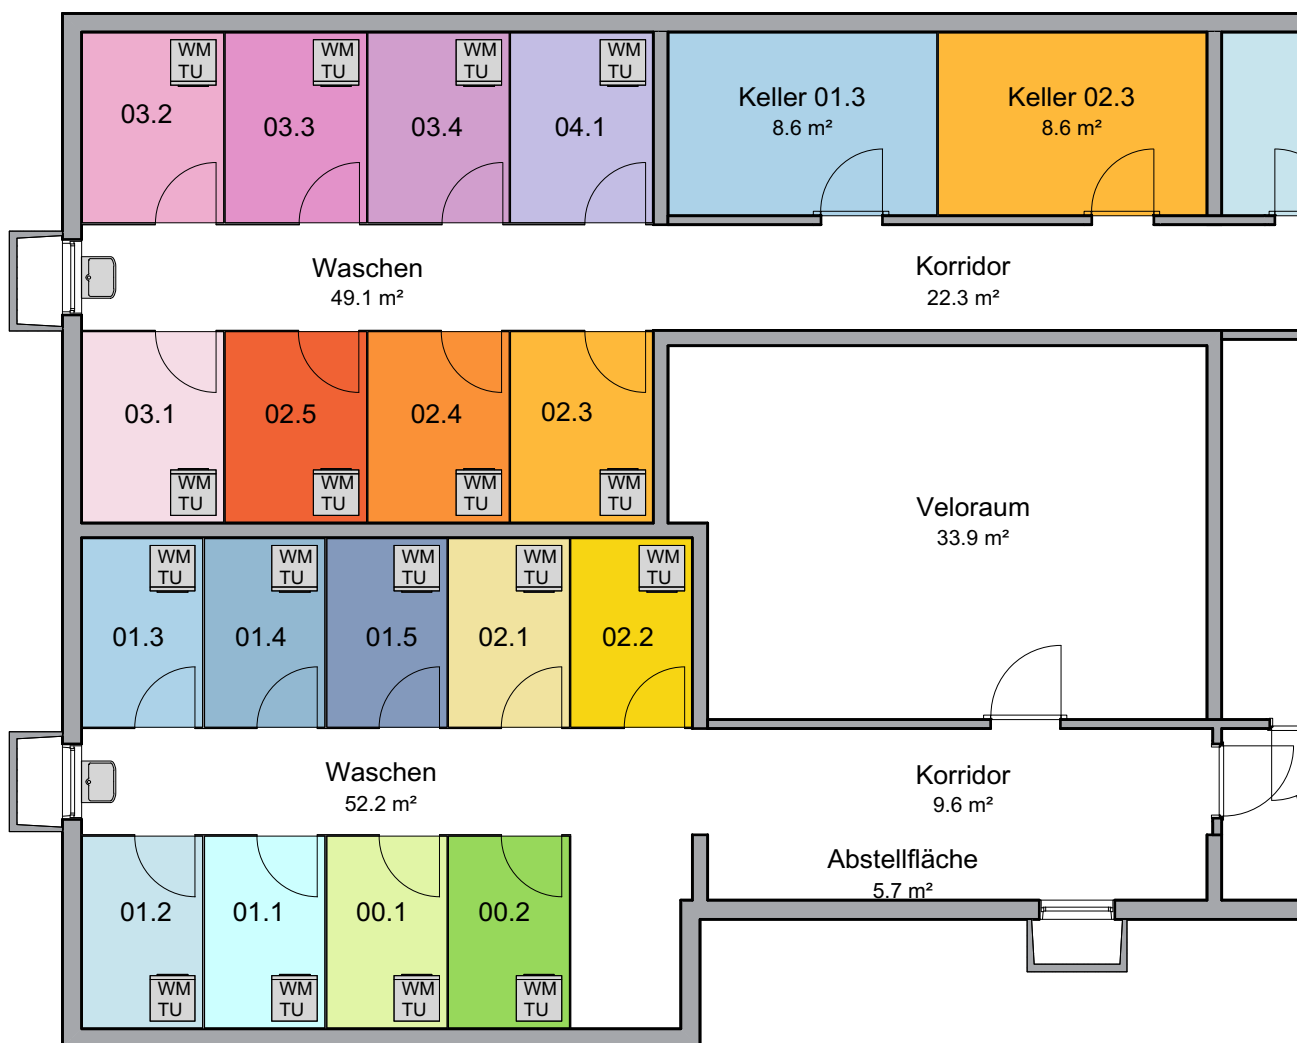 WM
TU
WM
TU
WM
TU
WM
TU
03.2
03.3
03.4
04.1
Keller 01.3
8.6 m²
Keller 02.3
8.6 m²
Waschen
49.1 m²
Korridor
22.3 m²
03.1
02.5
02.4
02.3
WM
TU
WM
TU
WM
TU
WM
TU
Veloraum
33.9 m²
WM
TU
WM
TU
WM
TU
WM
TU
WM
TU
01.3
01.4
01.5
02.1
02.2
Waschen
52.2 m²
Korridor
9.6 m²
Abstellfläche
5.7 m²
01.2
01.1
00.1
00.2
WM
TU
WM
TU
WM
TU
WM
TU